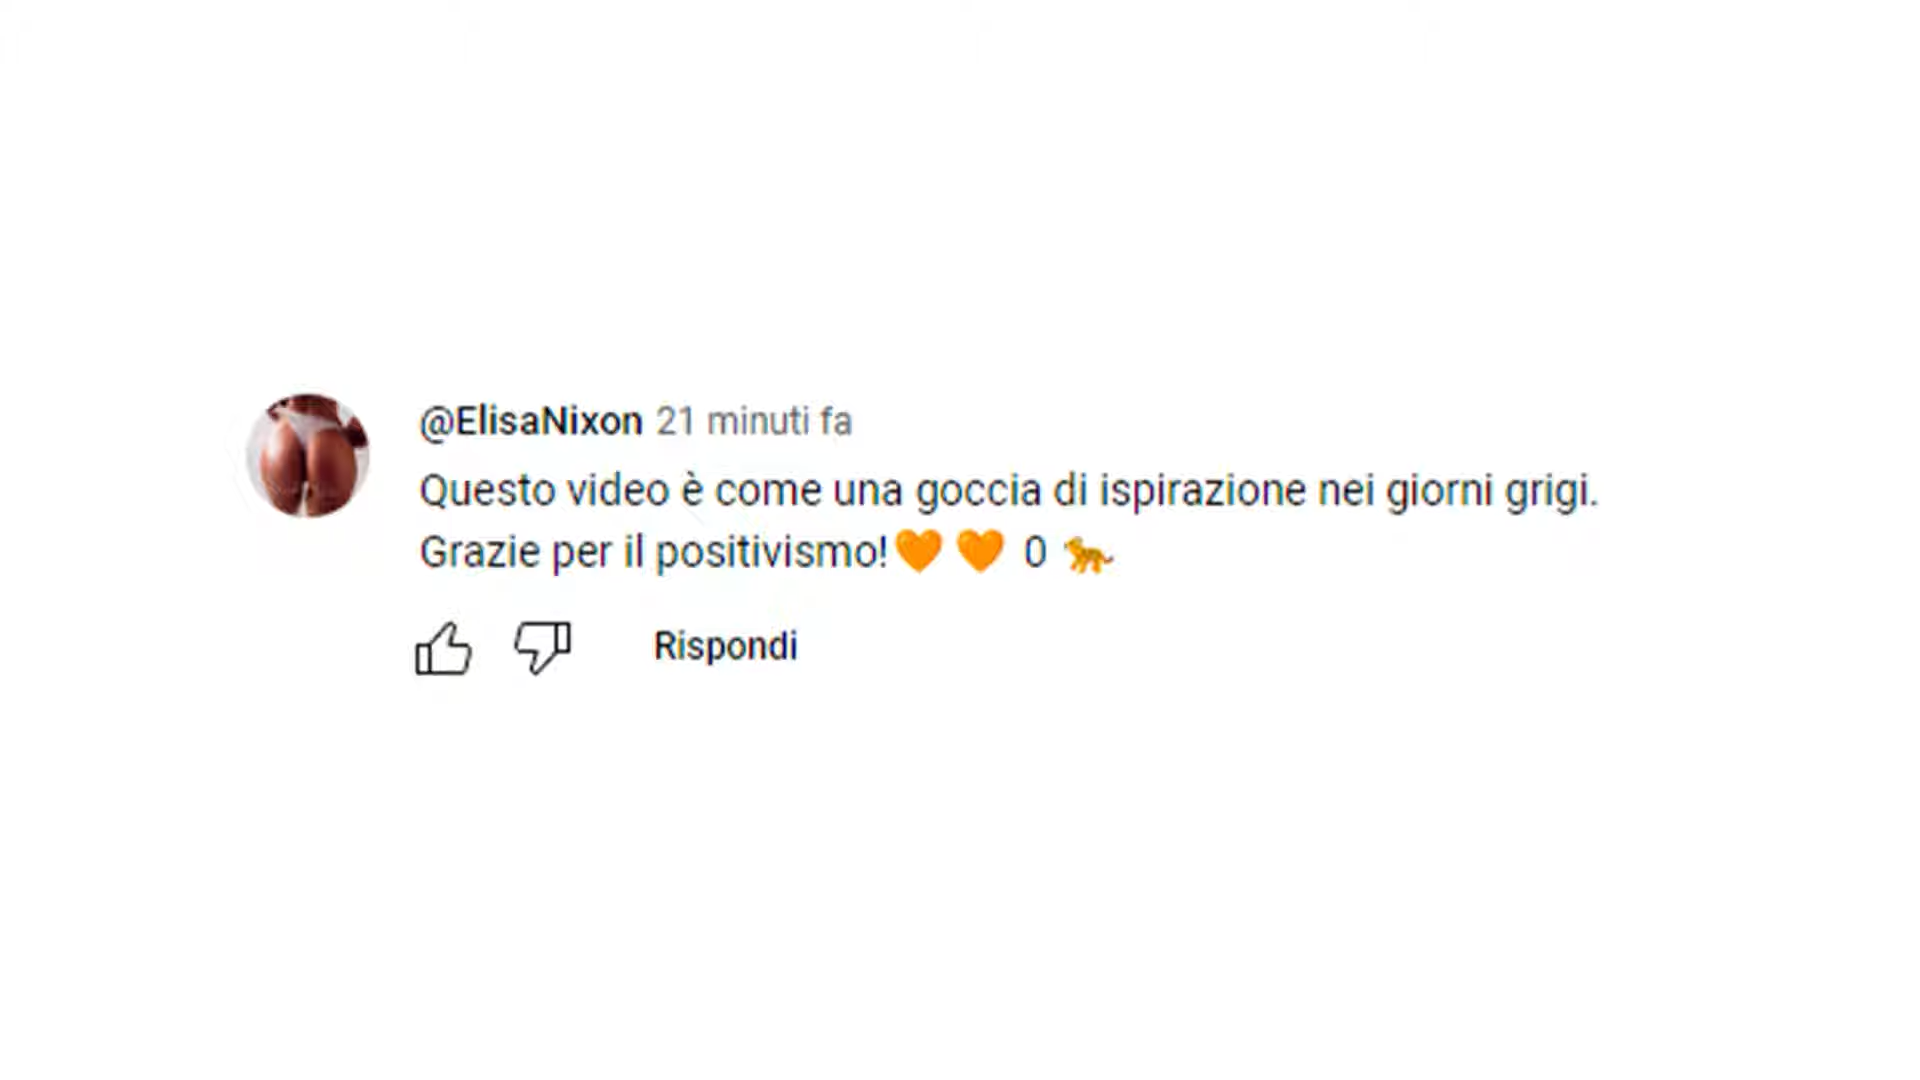 @ElisaNixon 21 minuti fa
Questo video è come una goccia di ispirazione nei giorni grigi.
Grazie per il positivismo!🧡 🧡 0 🐆
Rispondi